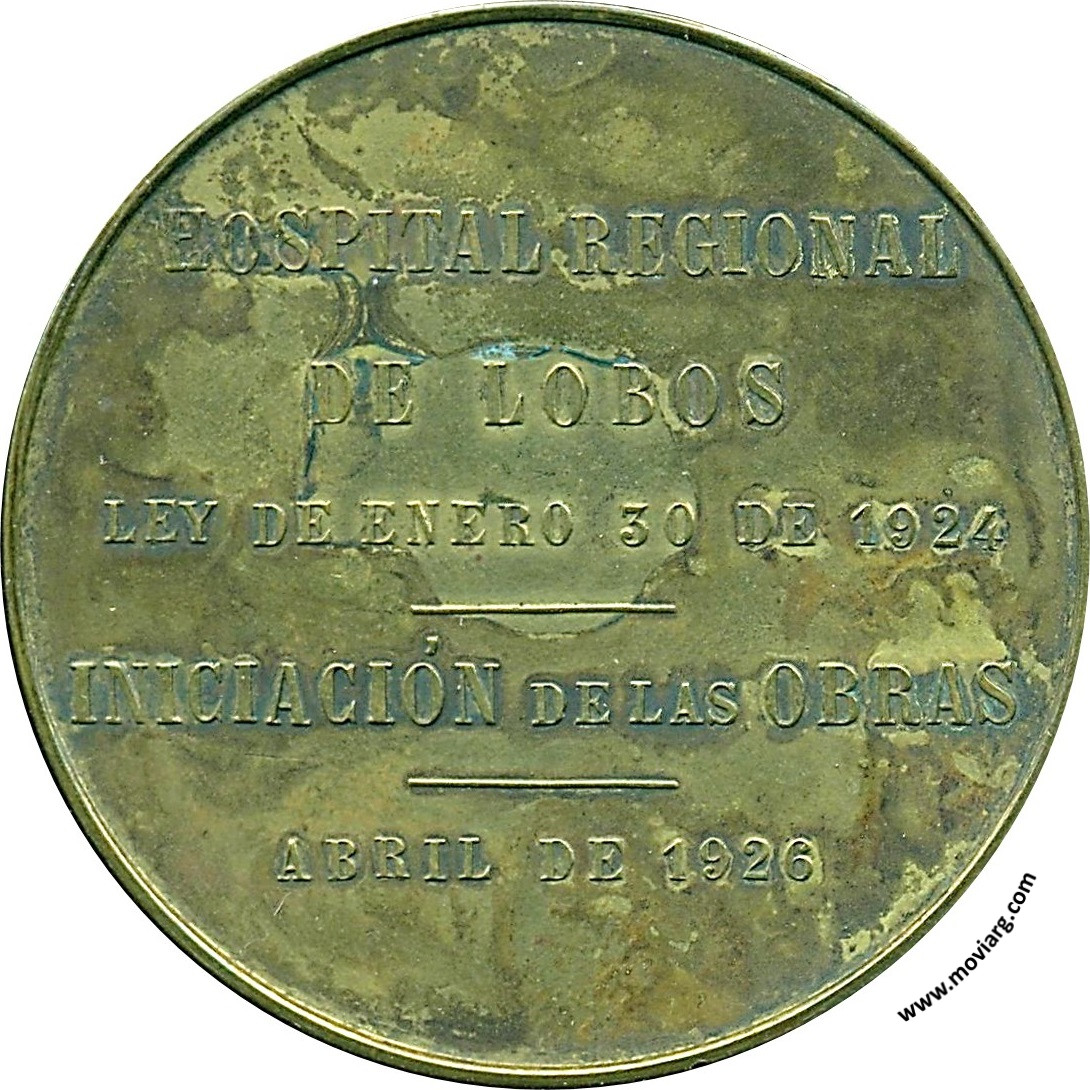 HOSPITAL REGIONAL
DE LOBOS
LEY DE ENERO 30 DE 1924
INICIACIÓN DE LAS OBRAS
ABRIL DE 1926
www.moviarg.com